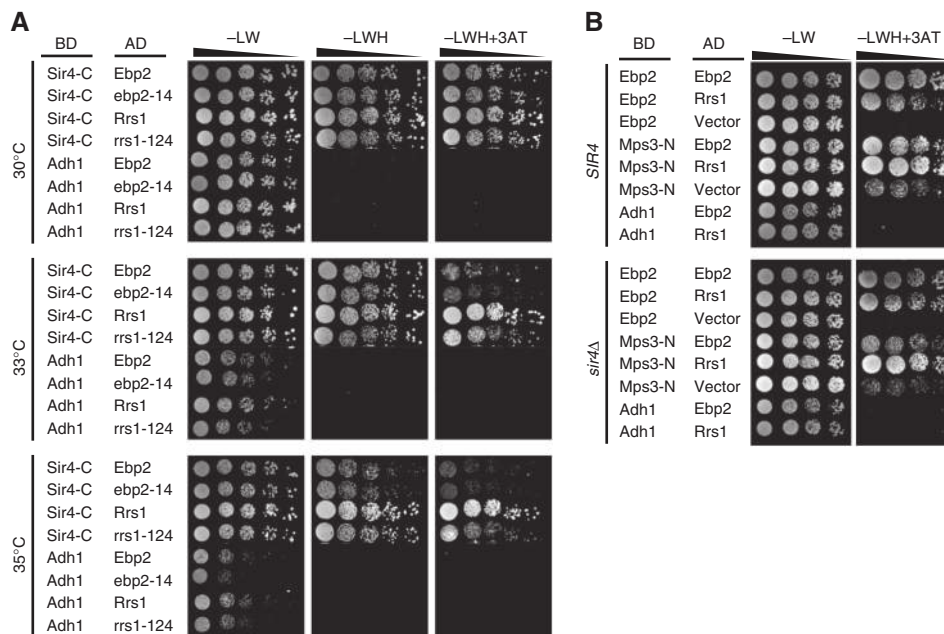 A
BD AD –LW –LWH –LWH+3AT
30°C
Sir4-C Ebp2
Sir4-C ebp2-14
Sir4-C Rrs1
Sir4-C rrs1-124
Adh1 Ebp2
Adh1 ebp2-14
Adh1 Rrs1
Adh1 rrs1-124
33°C
Sir4-C Ebp2
Sir4-C ebp2-14
Sir4-C Rrs1
Sir4-C rrs1-124
Adh1 Ebp2
Adh1 ebp2-14
Adh1 Rrs1
Adh1 rrs1-124
35°C
Sir4-C Ebp2
Sir4-C ebp2-14
Sir4-C Rrs1
Sir4-C rrs1-124
Adh1 Ebp2
Adh1 ebp2-14
Adh1 Rrs1
Adh1 rrs1-124
B
BD AD –LW –LWH+3AT
SIR4
Ebp2 Ebp2
Ebp2 Rrs1
Ebp2 Vector
Mps3-N Ebp2
Mps3-N Rrs1
Mps3-N Vector
Adh1 Ebp2
Adh1 Rrs1
sir4Δ
Ebp2 Ebp2
Ebp2 Rrs1
Ebp2 Vector
Mps3-N Ebp2
Mps3-N Rrs1
Mps3-N Vector
Adh1 Ebp2
Adh1 Rrs1